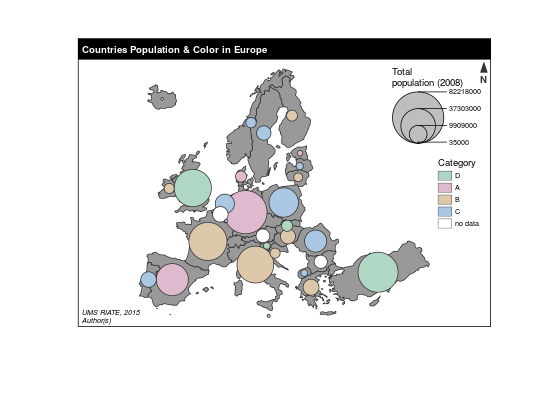 Countries Population & Color in Europe
Total
population (2008)
82218000
37303000
9909000
35000
N
Category
D
A
B
C
no data
UMS RIATE, 2015
Author(s)